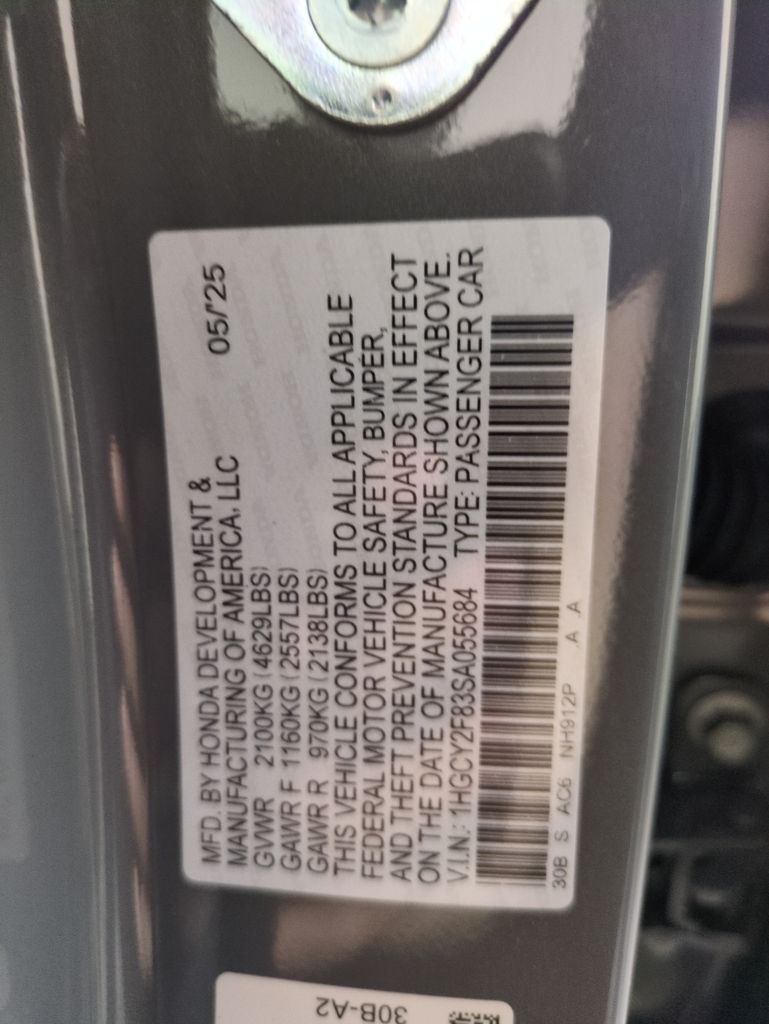 MFD. BY HONDA DEVELOPMENT &
MANUFACTURING OF AMERICA, LLC 05/'25
GVWR 2100KG (4629LBS)
GAWR F 1160KG (2557LBS)
GAWR R 970KG (2138LBS)
THIS VEHICLE CONFORMS TO ALL APPLICABLE
FEDERAL MOTOR VEHICLE SAFETY, BUMPER,
AND THEFT PREVENTION STANDARDS IN EFFECT
ON THE DATE OF MANUFACTURE SHOWN ABOVE.
V.I.N.: 1HGCY2F83SA055684 TYPE: PASSENGER CAR
30B S AC6 NH912P .A .A
30B-A2